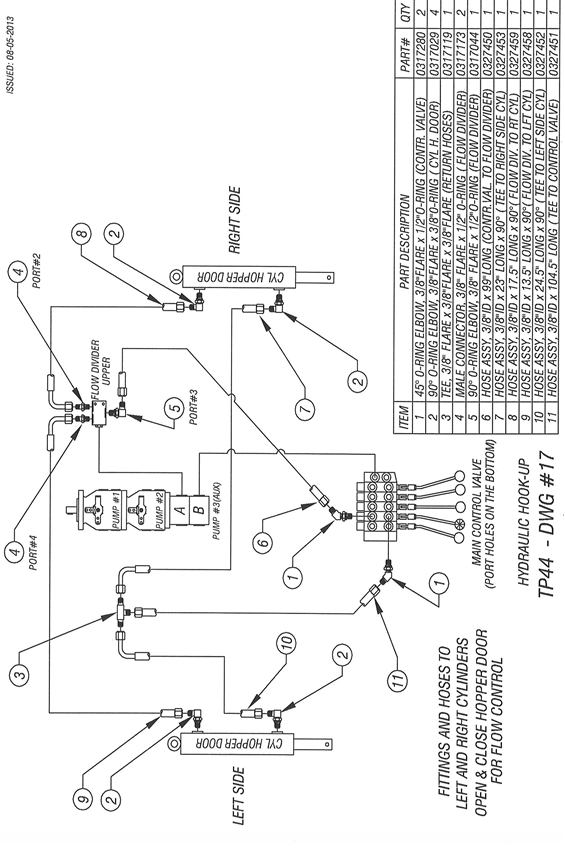 ISSUED: 08-05-2013
4
PORT#4
4
PORT#2
8
2
RIGHT SIDE
FLOW DIVIDER
UPPER
CYL HOPPER DOOR
5
PORT#3
7
2
PUMP #1
PUMP #2
A
B
PUMP #3(AUX)
6
1
3
9
2
LEFT SIDE
CYL HOPPER DOOR
10
2
11
1
MAIN CONTROL VALVE
(PORT HOLES ON THE BOTTOM)
FITTINGS AND HOSES TO
LEFT AND RIGHT CYLINDERS
OPEN & CLOSE HOPPER DOOR
FOR FLOW CONTROL
HYDRAULIC HOOK-UP
TP44 - DWG #17
ITEM PART DESCRIPTION PART# QTY
1 45° O-RING ELBOW, 3/8"FLARE x 1/2"O-RING (CONTR. VALVE) 0317280 2
2 90° O-RING ELBOW, 3/8"FLARE x 3/8"O-RING ( CYL H. DOOR) 0317029 4
3 TEE, 3/8" FLARE x 3/8"FLARE x 3/8"FLARE (RETURN HOSES) 0317119 1
4 MALE CONNECTOR, 3/8" FLARE x 1/2" O-RING ( FLOW DIVIDER) 0317173 2
5 90° O-RING ELBOW, 3/8" FLARE x 1/2"O-RING (FLOW DIVIDER) 0317044 1
6 HOSE ASSY, 3/8"ID x 99" LONG (CONTR.VAL. TO FLOW DIVIDER) 0327450 1
7 HOSE ASSY, 3/8"ID x 23" LONG x 90° ( TEE TO RIGHT SIDE CYL) 0327453 1
8 HOSE ASSY, 3/8"ID x 17.5" LONG x 90°( FLOW DIV. TO RT CYL) 0327459 1
9 HOSE ASSY, 3/8"ID x 13.5" LONG x 90°( FLOW DIV. TO LFT CYL) 0327458 1
10 HOSE ASSY, 3/8"ID x 24.5" LONG x 90° ( TEE TO LEFT SIDE CYL) 0327452 1
11 HOSE ASSY, 3/8"ID x 104.5" LONG ( TEE TO CONTROL VALVE) 0327451 1